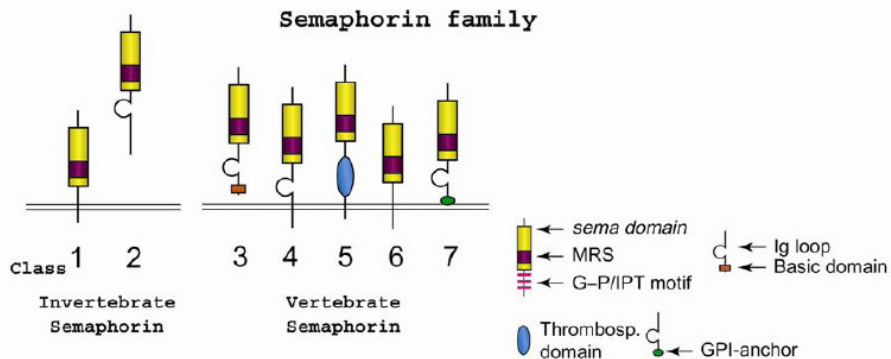 Semaphorin family
Class 1 2 3 4 5 6 7
Invertebrate Semaphorin
Vertebrate Semaphorin
sema domain
MRS
G–P/IPT motif
Thrombosp. domain
Ig loop
Basic domain
GPI-anchor